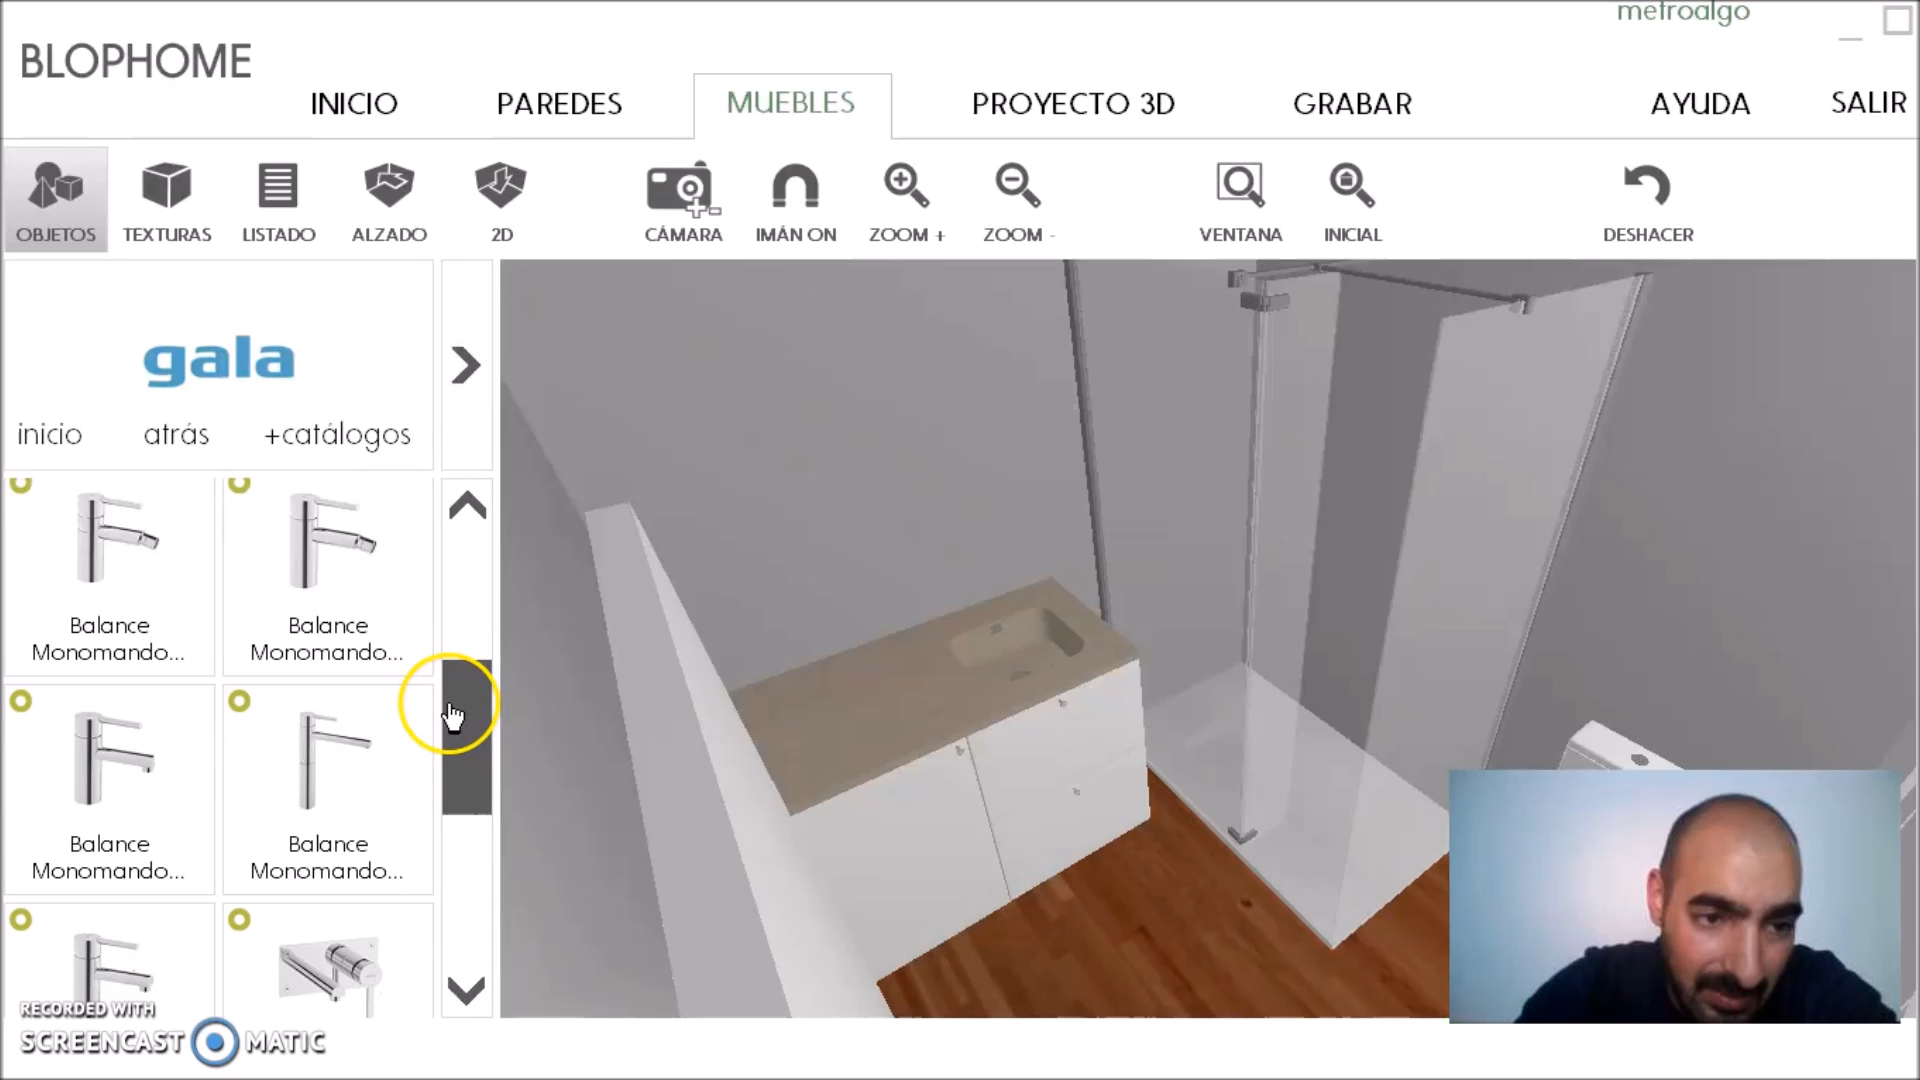 metroalgo
BLOPHOME
INICIO
PAREDES
MUEBLES
PROYECTO 3D
GRABAR
AYUDA
SALIR
OBJETOS
TEXTURAS
LISTADO
ALZADO
2D
CÁMARA
IMÁN ON
ZOOM +
ZOOM -
VENTANA
INICIAL
DESHACER
gala
inicio
atrás
+catálogos
Balance
Monomando...
Balance
Monomando...
Balance
Monomando...
Balance
Monomando...
RECORDED WITH
SCREENCAST MATIC